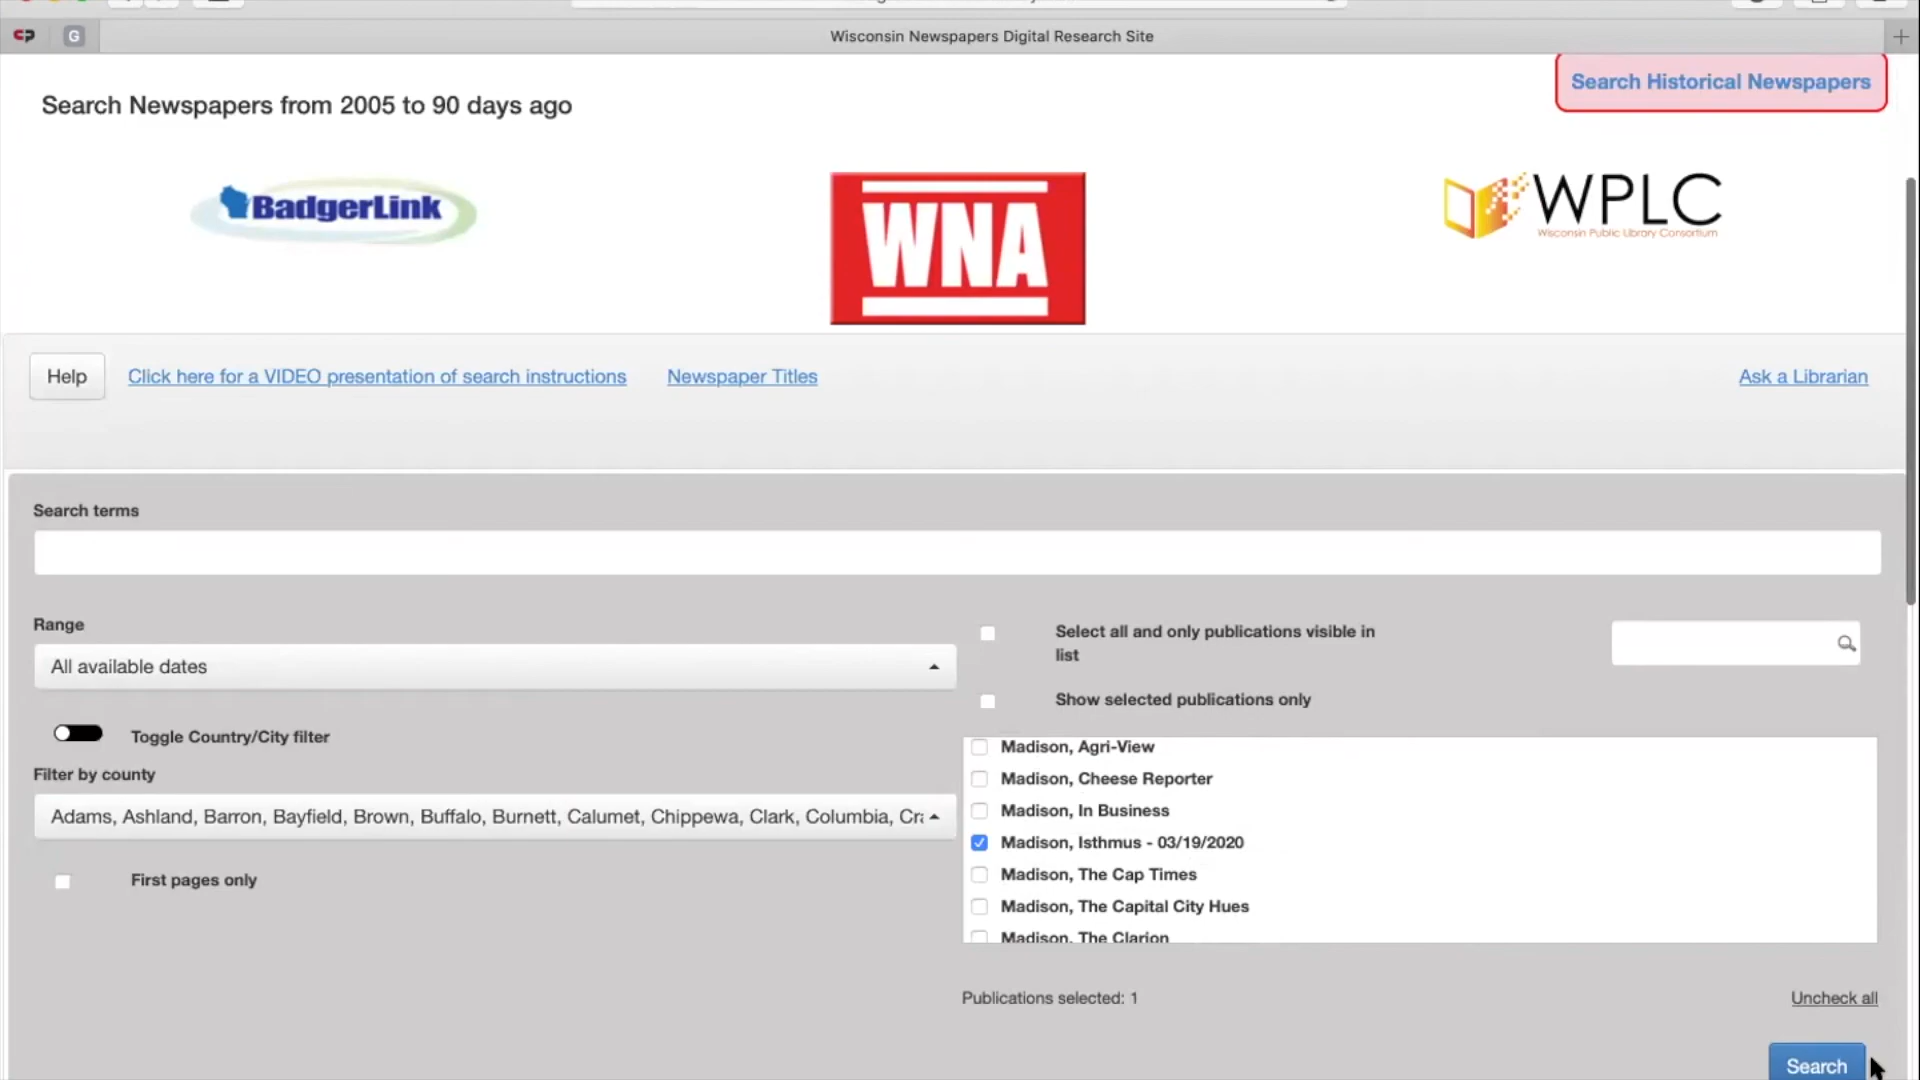 G
Wisconsin Newspapers Digital Research Site
Search Historical Newspapers
Search Newspapers from 2005 to 90 days ago
BadgerLink
WNA
WPLC
Wisconsin Public Library Consortium
Help
Click here for a VIDEO presentation of search instructions
Newspaper Titles
Ask a Librarian
Search terms
Range
All available dates
Toggle Country/City filter
Filter by county
Adams, Ashland, Barron, Bayfield, Brown, Buffalo, Burnett, Calumet, Chippewa, Clark, Columbia, Cra
First pages only
Select all and only publications visible in
list
Show selected publications only
Madison, Agri-View
Madison, Cheese Reporter
Madison, In Business
Madison, Isthmus - 03/19/2020
Madison, The Cap Times
Madison, The Capital City Hues
Madison, The Clarion
Publications selected: 1
Uncheck all
Search